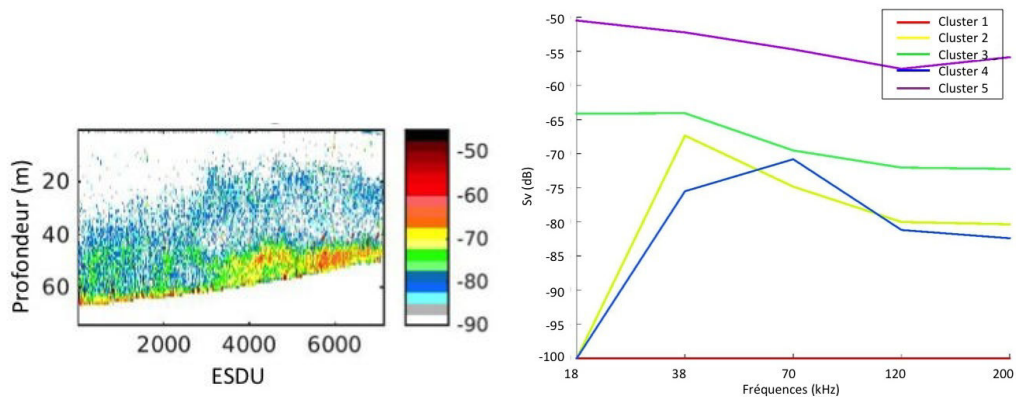 Profondeur (m)
20
40
60
2000 4000 6000
ESDU
-50
-60
-70
-80
-90
Sv (dB)
-50
-55
-60
-65
-70
-75
-80
-85
-90
-95
-100
18 38 70 120 200
Fréquences (kHz)
Cluster 1
Cluster 2
Cluster 3
Cluster 4
Cluster 5